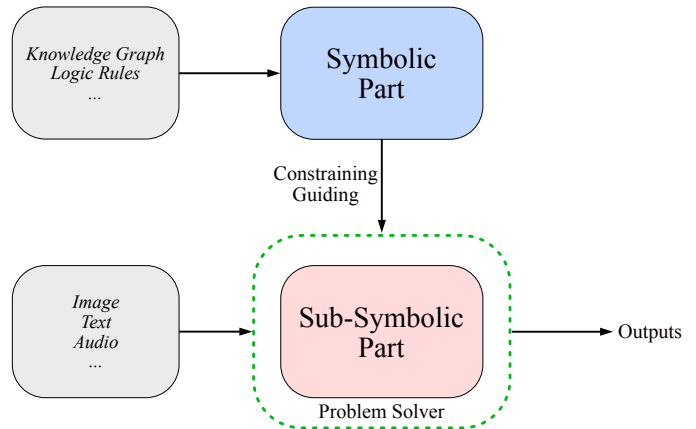 Knowledge Graph
Logic Rules
...
Symbolic
Part
Constraining
Guiding
Image
Text
Audio
...
Sub-Symbolic
Part
Outputs
Problem Solver